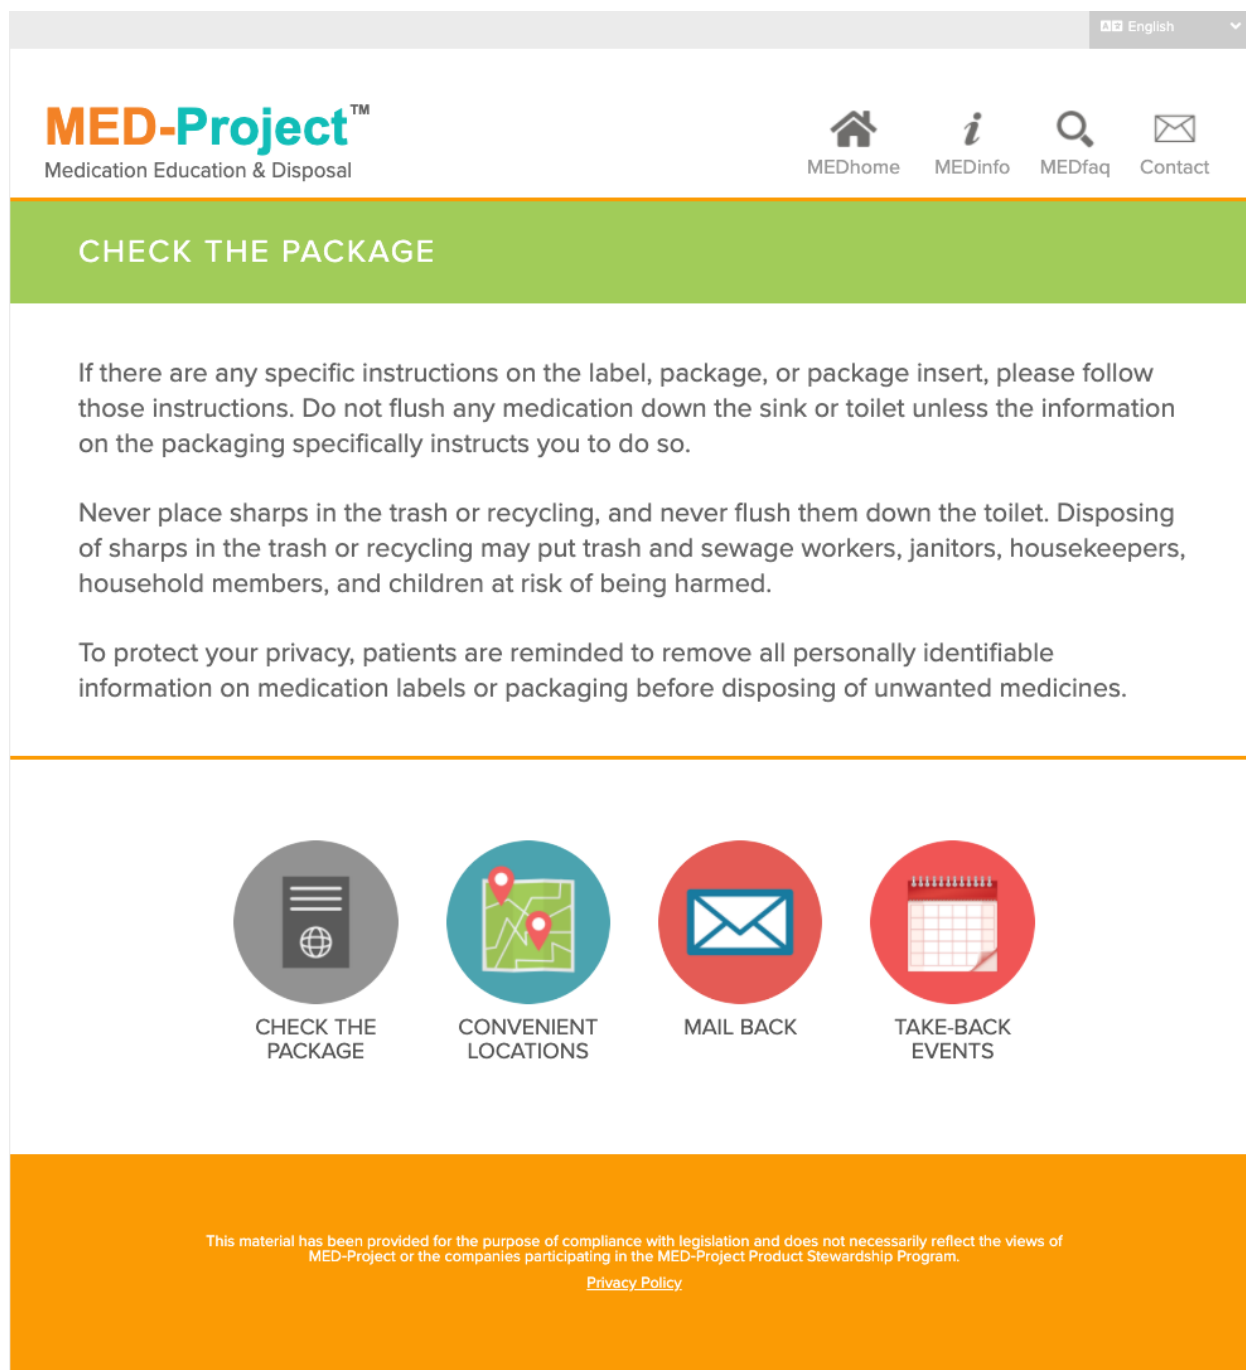 English
MED-Project™
Medication Education & Disposal
MEDhome
MEDinfo
MEDfaq
Contact
CHECK THE PACKAGE
If there are any specific instructions on the label, package, or package insert, please follow
those instructions. Do not flush any medication down the sink or toilet unless the information
on the packaging specifically instructs you to do so.
Never place sharps in the trash or recycling, and never flush them down the toilet. Disposing
of sharps in the trash or recycling may put trash and sewage workers, janitors, housekeepers,
household members, and children at risk of being harmed.
To protect your privacy, patients are reminded to remove all personally identifiable
information on medication labels or packaging before disposing of unwanted medicines.
CHECK THE
PACKAGE
CONVENIENT
LOCATIONS
MAIL BACK
TAKE-BACK
EVENTS
This material has been provided for the purpose of compliance with legislation and does not necessarily reflect the views of
MED-Project or the companies participating in the MED-Project Product Stewardship Program.
Privacy Policy